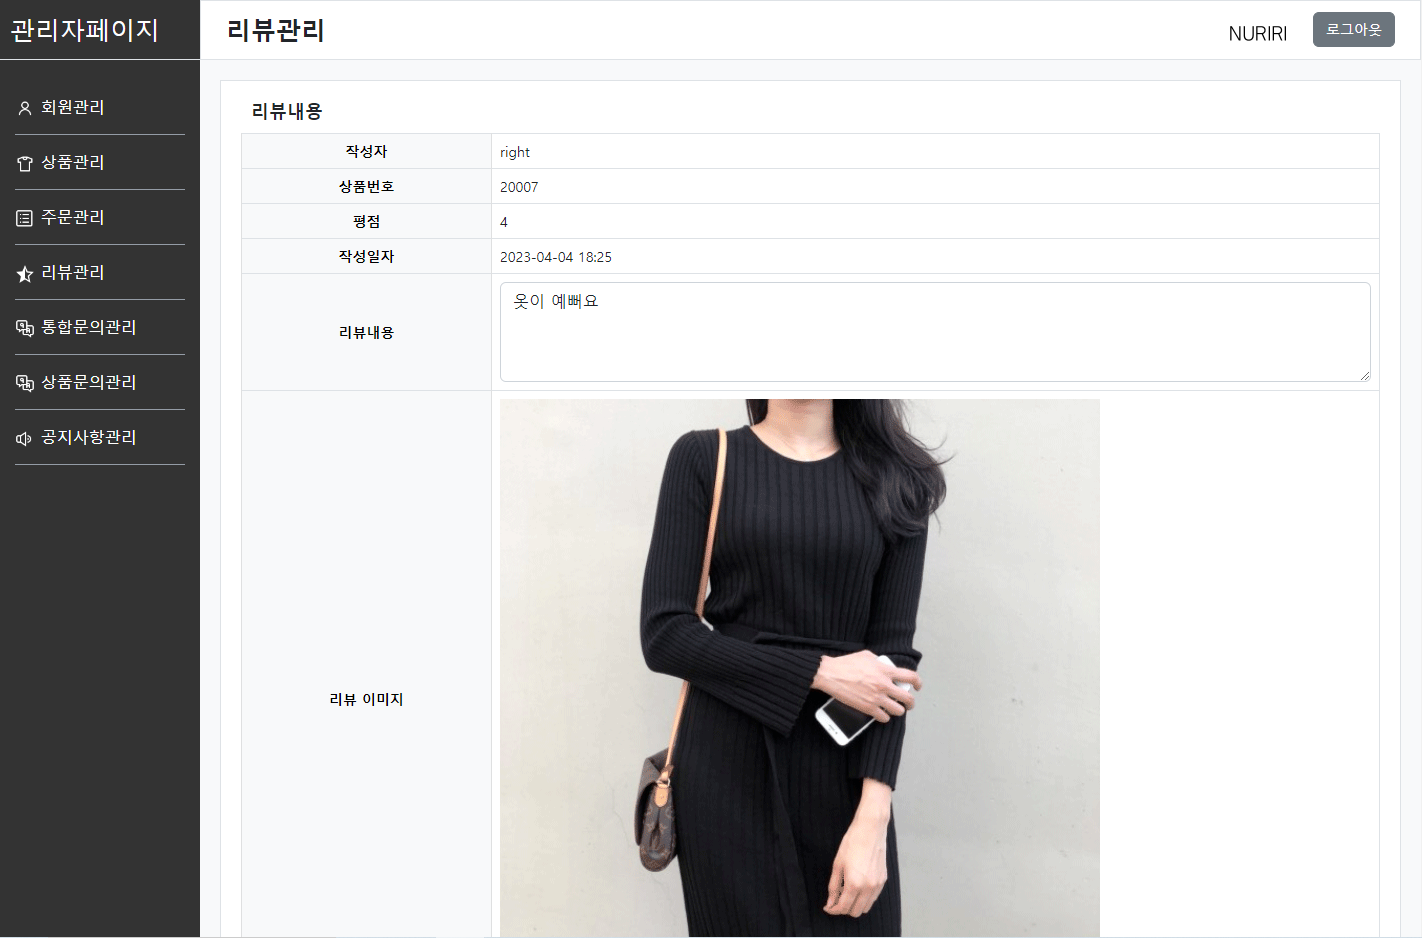 관리자페이지
리뷰관리
NURIRI
로그아웃
회원관리
상품관리
주문관리
리뷰관리
통합문의관리
상품문의관리
공지사항관리
리뷰내용
작성자 right
상품번호 20007
평점 4
작성일자 2023-04-04 18:25
리뷰내용 옷이 예뻐요
리뷰 이미지